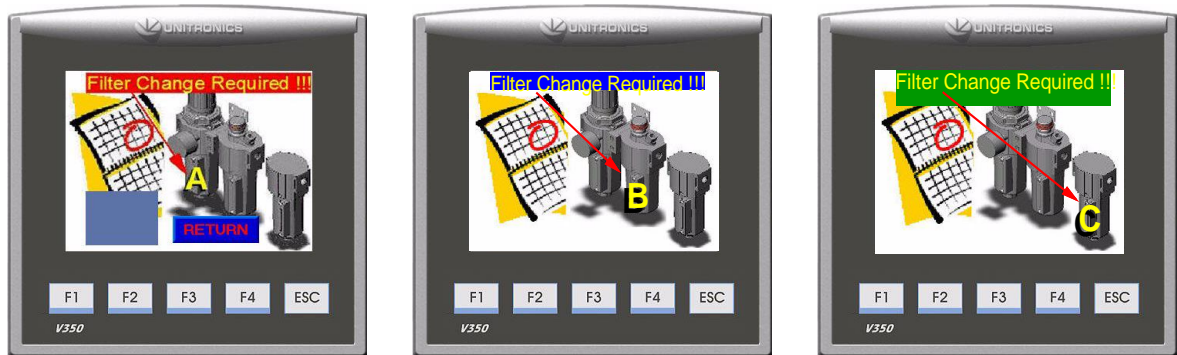 UNITRONICS
Filter Change Required !!!
A
RETURN
F1 F2 F3 F4 ESC
V350
UNITRONICS
Filter Change Required !!!
B
F1 F2 F3 F4 ESC
V350
UNITRONICS
Filter Change Required !!!
C
F1 F2 F3 F4 ESC
V350